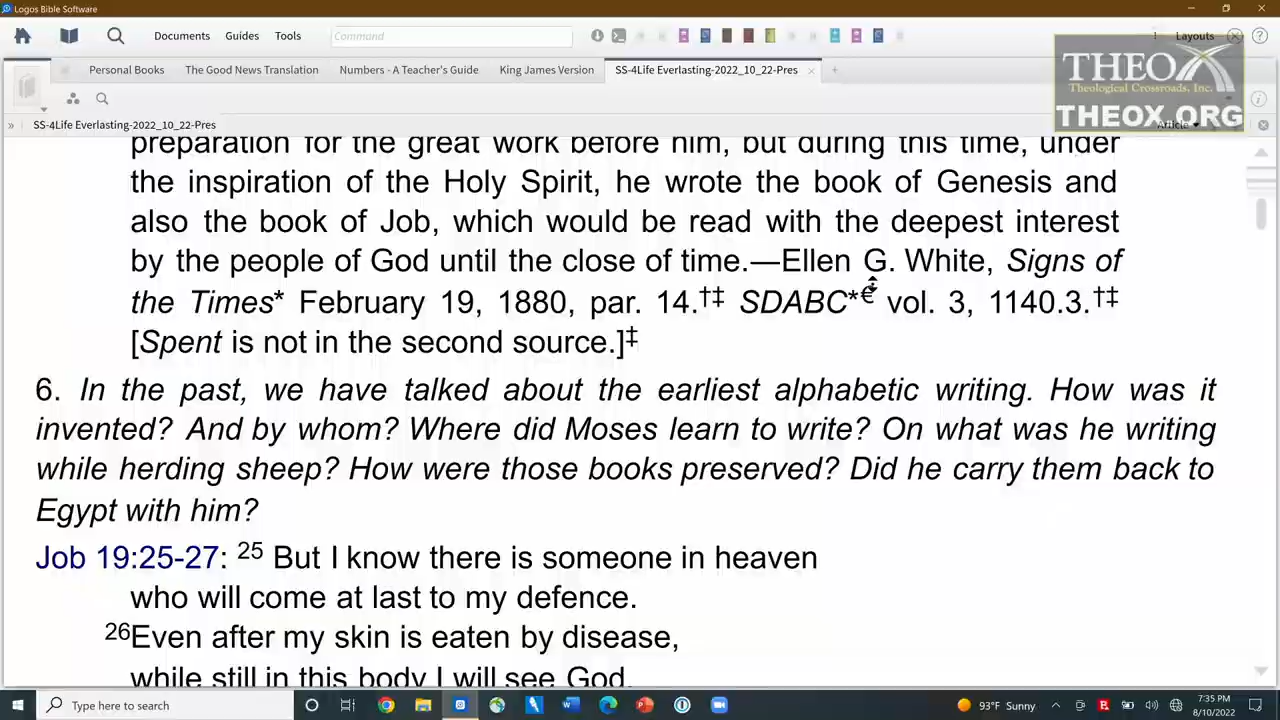 Logos Bible Software
Documents Guides Tools Command Layouts
Personal Books The Good News Translation Numbers - A Teacher's Guide King James Version SS-4Life Everlasting-2022_10_22-Pres
THEOX
Theological Crossroads, Inc.
THEOX.ORG
» SS-4Life Everlasting-2022_10_22-Pres Article
preparation for the great work before him, but during this time, under
the inspiration of the Holy Spirit, he wrote the book of Genesis and
also the book of Job, which would be read with the deepest interest
by the people of God until the close of time.—Ellen G. White, Signs of
the Times* February 19, 1880, par. 14.†‡ SDABC*€ vol. 3, 1140.3.†‡
[Spent is not in the second source.]‡
6. In the past, we have talked about the earliest alphabetic writing. How was it
invented? And by whom? Where did Moses learn to write? On what was he writing
while herding sheep? How were those books preserved? Did he carry them back to
Egypt with him?
Job 19:25-27: 25 But I know there is someone in heaven
who will come at last to my defence.
26Even after my skin is eaten by disease,
while still in this body I will see God.
Type here to search
93°F Sunny
7:35 PM
8/10/2022